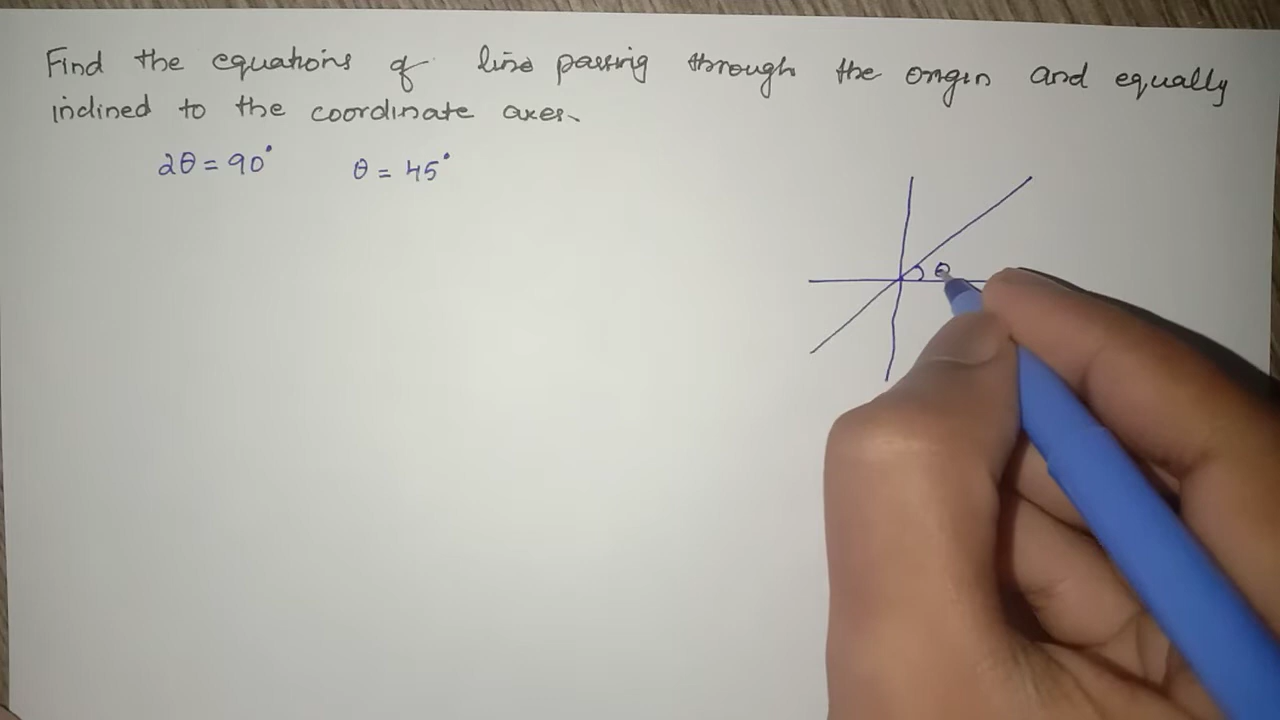 Find the equations of line passing through the origin and equally
inclined to the coordinate axes.
2θ = 90° θ = 45°
θ